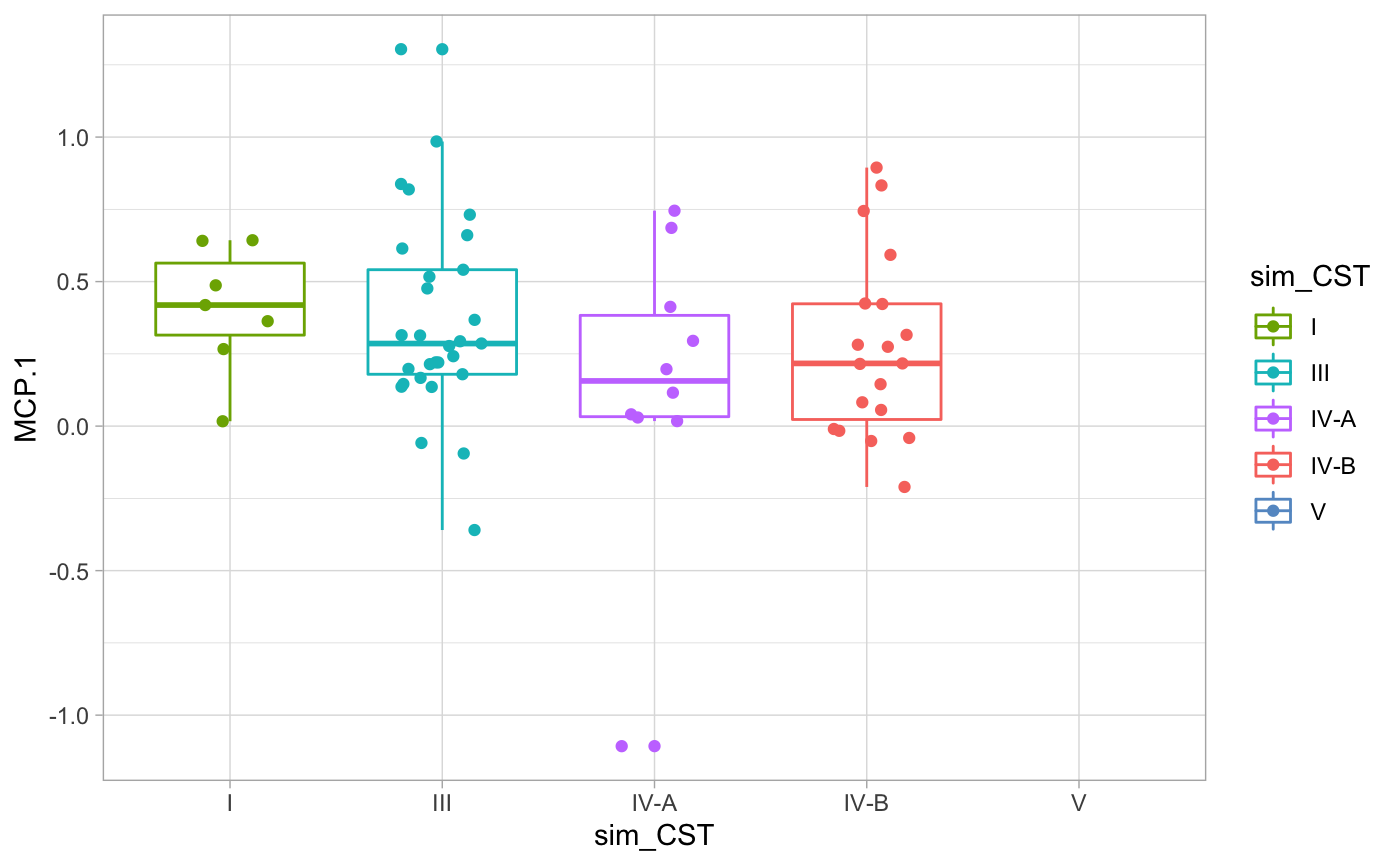 MCP.1
1.0
0.5
0.0
-0.5
-1.0
I III IV-A IV-B V
sim_CST
sim_CST
I
III
IV-A
IV-B
V